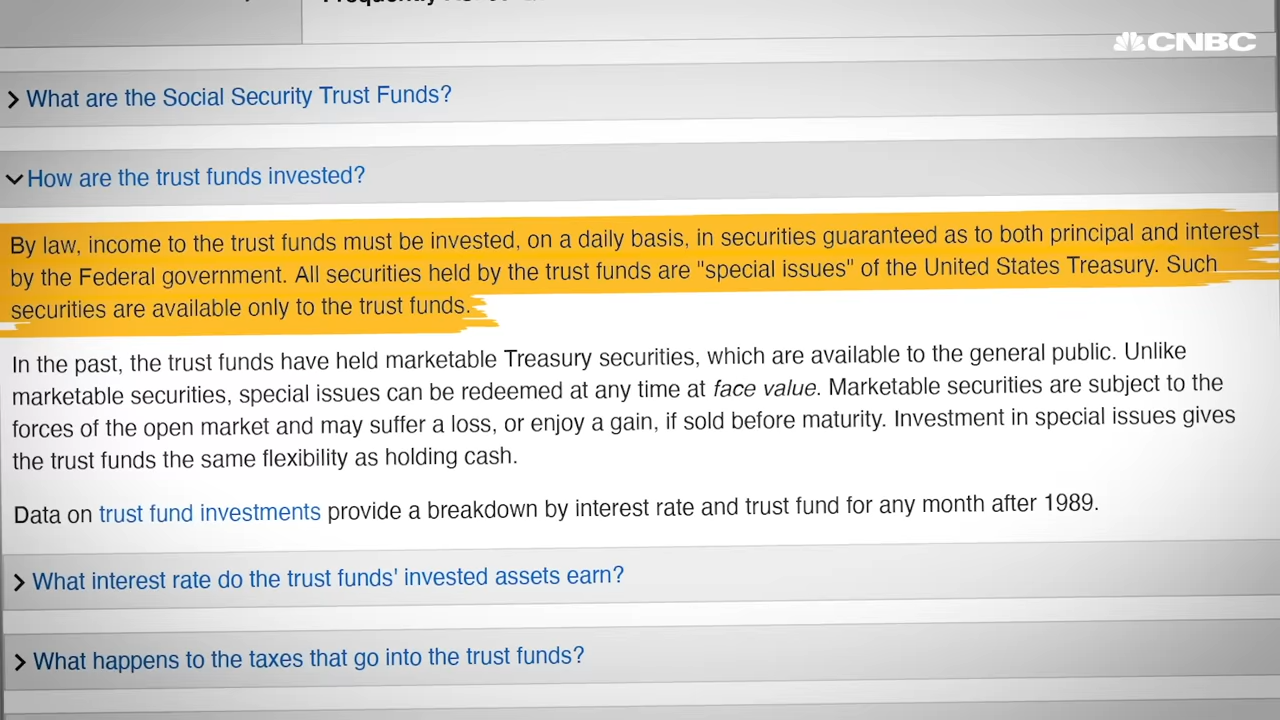 CNBC
What are the Social Security Trust Funds?
How are the trust funds invested?
By law, income to the trust funds must be invested, on a daily basis, in securities guaranteed as to both principal and interest
by the Federal government. All securities held by the trust funds are "special issues" of the United States Treasury. Such
securities are available only to the trust funds.
In the past, the trust funds have held marketable Treasury securities, which are available to the general public. Unlike
marketable securities, special issues can be redeemed at any time at face value. Marketable securities are subject to the
forces of the open market and may suffer a loss, or enjoy a gain, if sold before maturity. Investment in special issues gives
the trust funds the same flexibility as holding cash.
Data on trust fund investments provide a breakdown by interest rate and trust fund for any month after 1989.
What interest rate do the trust funds' invested assets earn?
What happens to the taxes that go into the trust funds?